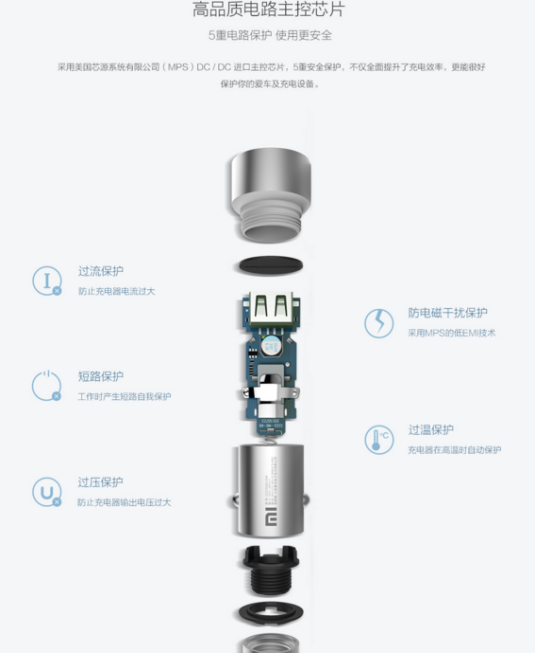 高品质电路主控芯片
5重电路保护 使用更安全
采用美国芯源系统有限公司（MPS）DC / DC 进口主控芯片，5重安全保护，不仅全面提升了充电效率，更能很好
保护你的爱车及充电设备。
过流保护
防止充电器电流过大
防电磁干扰保护
采用MPS的低EMI技术
短路保护
工作时产生短路自我保护
过温保护
充电器在高温时自动保护
过压保护
防止充电器输出电压过大
I
U
°C
MI